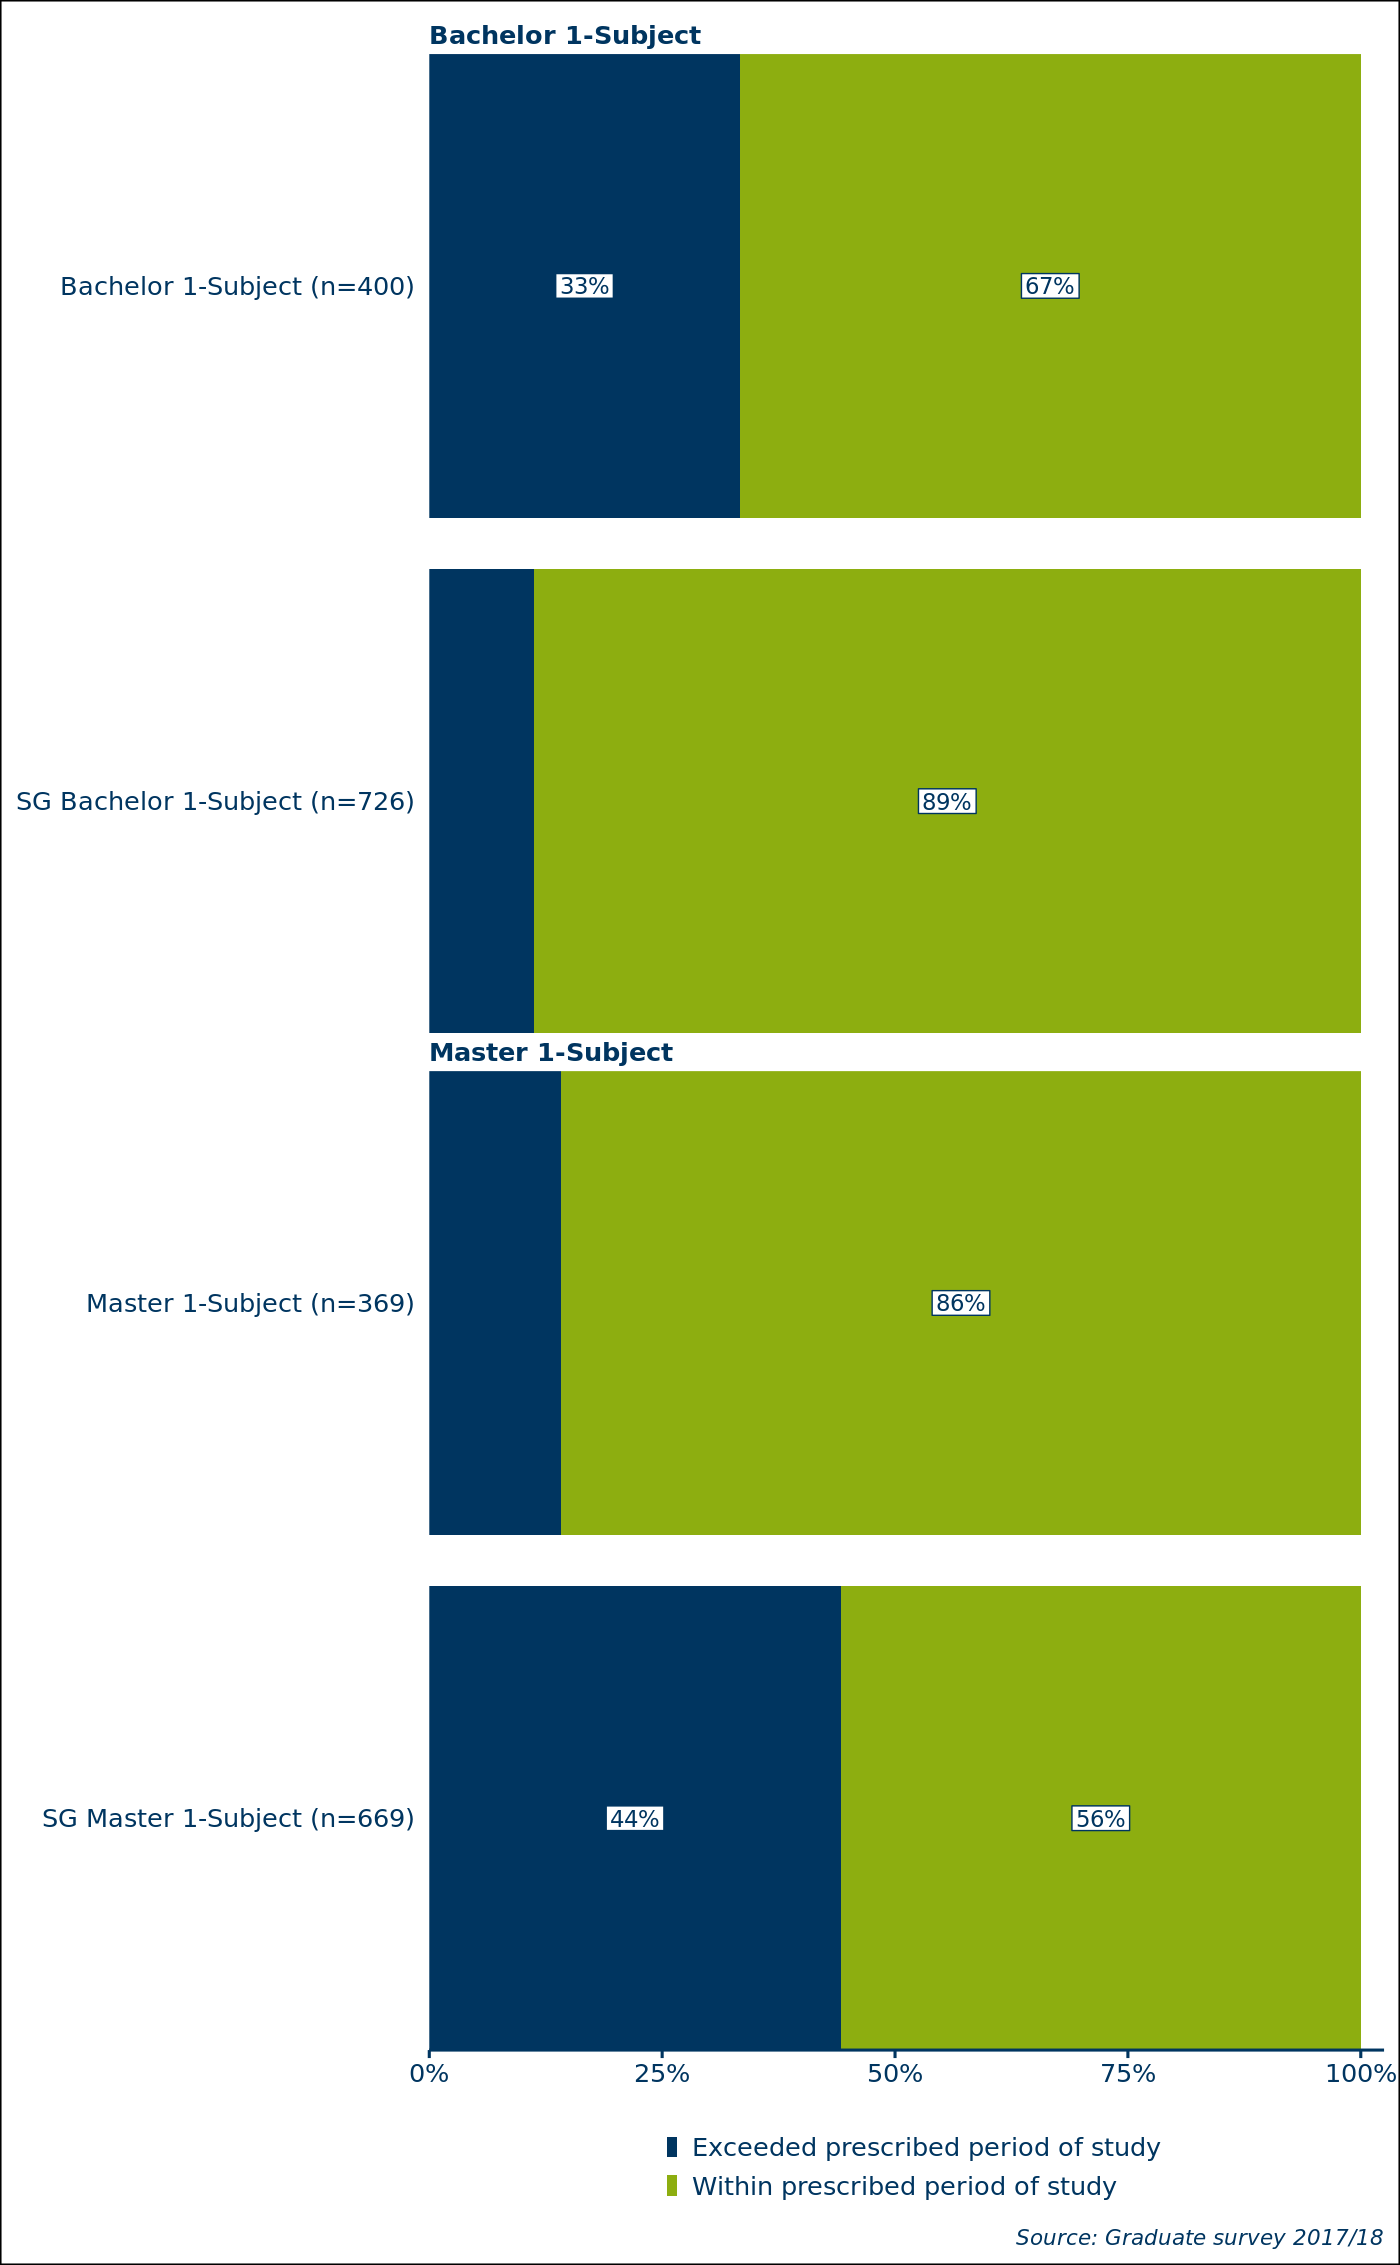 Bachelor 1-Subject
Bachelor 1-Subject (n=400)
33%
67%
SG Bachelor 1-Subject (n=726)
89%
Master 1-Subject
Master 1-Subject (n=369)
86%
SG Master 1-Subject (n=669)
44%
56%
0% 25% 50% 75% 100%
Exceeded prescribed period of study
Within prescribed period of study
Source: Graduate survey 2017/18